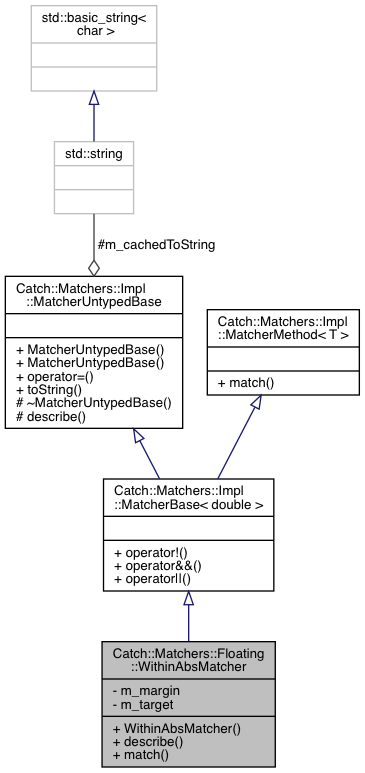 std::basic_string<
char >
std::string
#m_cachedToString
Catch::Matchers::Impl
::MatcherUntypedBase
+ MatcherUntypedBase()
+ MatcherUntypedBase()
+ operator=()
+ toString()
# ~MatcherUntypedBase()
# describe()
Catch::Matchers::Impl
::MatcherMethod< T >
+ match()
Catch::Matchers::Impl
::MatcherBase< double >
+ operator!()
+ operator&&()
+ operator||()
Catch::Matchers::Floating
::WithinAbsMatcher
- m_margin
- m_target
+ WithinAbsMatcher()
+ describe()
+ match()